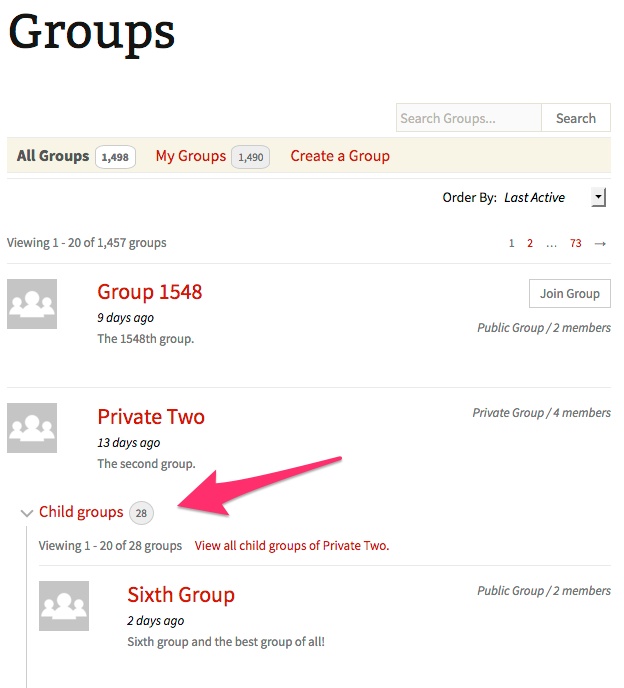 Groups
Search Groups... Search
All Groups 1,498 My Groups 1,490 Create a Group
Order By: Last Active
Viewing 1 - 20 of 1,457 groups 1 2 … 73 →
Group 1548 Join Group
9 days ago
Public Group / 2 members
The 1548th group.
Private Two Private Group / 4 members
13 days ago
The second group.
Child groups 28
Viewing 1 - 20 of 28 groups View all child groups of Private Two.
Sixth Group Public Group / 2 members
2 days ago
Sixth group and the best group of all!